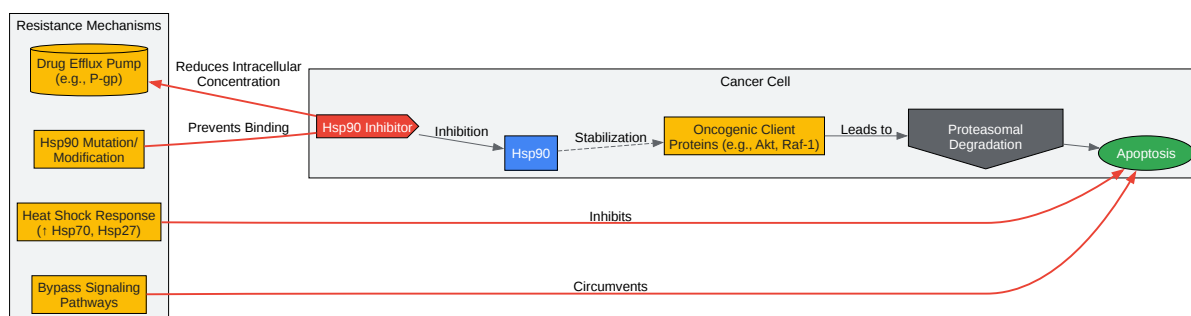 Resistance Mechanisms
Drug Efflux Pump
(e.g., P-gp)
Hsp90 Mutation/
Modification
Heat Shock Response
(↑ Hsp70, Hsp27)
Bypass Signaling
Pathways
Reduces Intracellular
Concentration
Prevents Binding
Cancer Cell
Hsp90 Inhibitor
Inhibition
Hsp90
Stabilization
Oncogenic Client
Proteins (e.g., Akt, Raf-1)
Leads to
Proteasomal
Degradation
Apoptosis
Inhibits
Circumvents